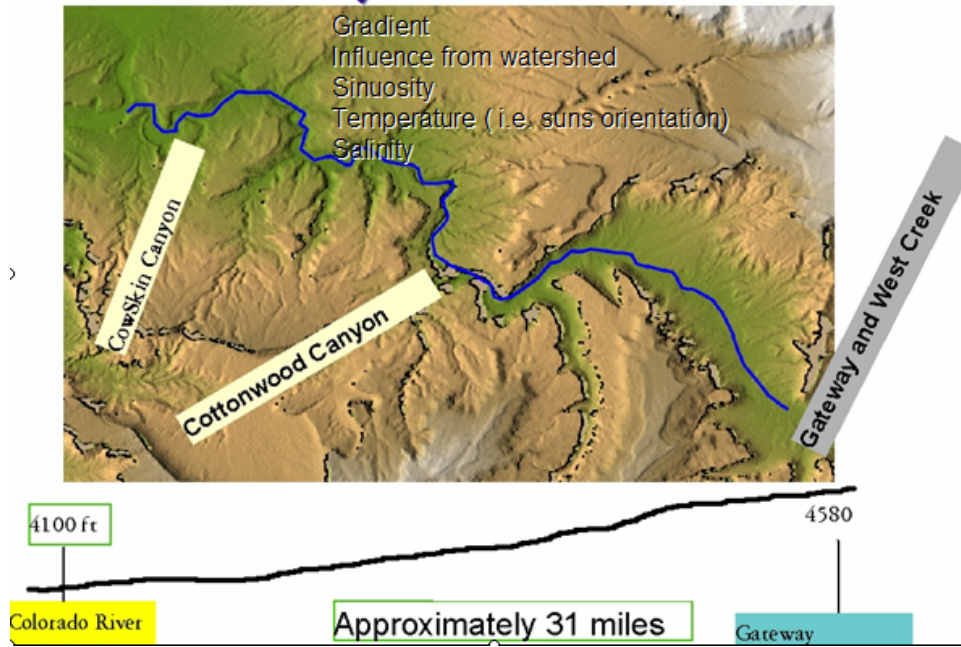 Gradient
Influence from watershed
Sinuosity
Temperature ( i.e. suns orientation)
Salinity
CowSkin Canyon
Cottonwood Canyon
Gateway and West Creek
4100 ft
4580
Colorado River
Approximately 31 miles
Gateway